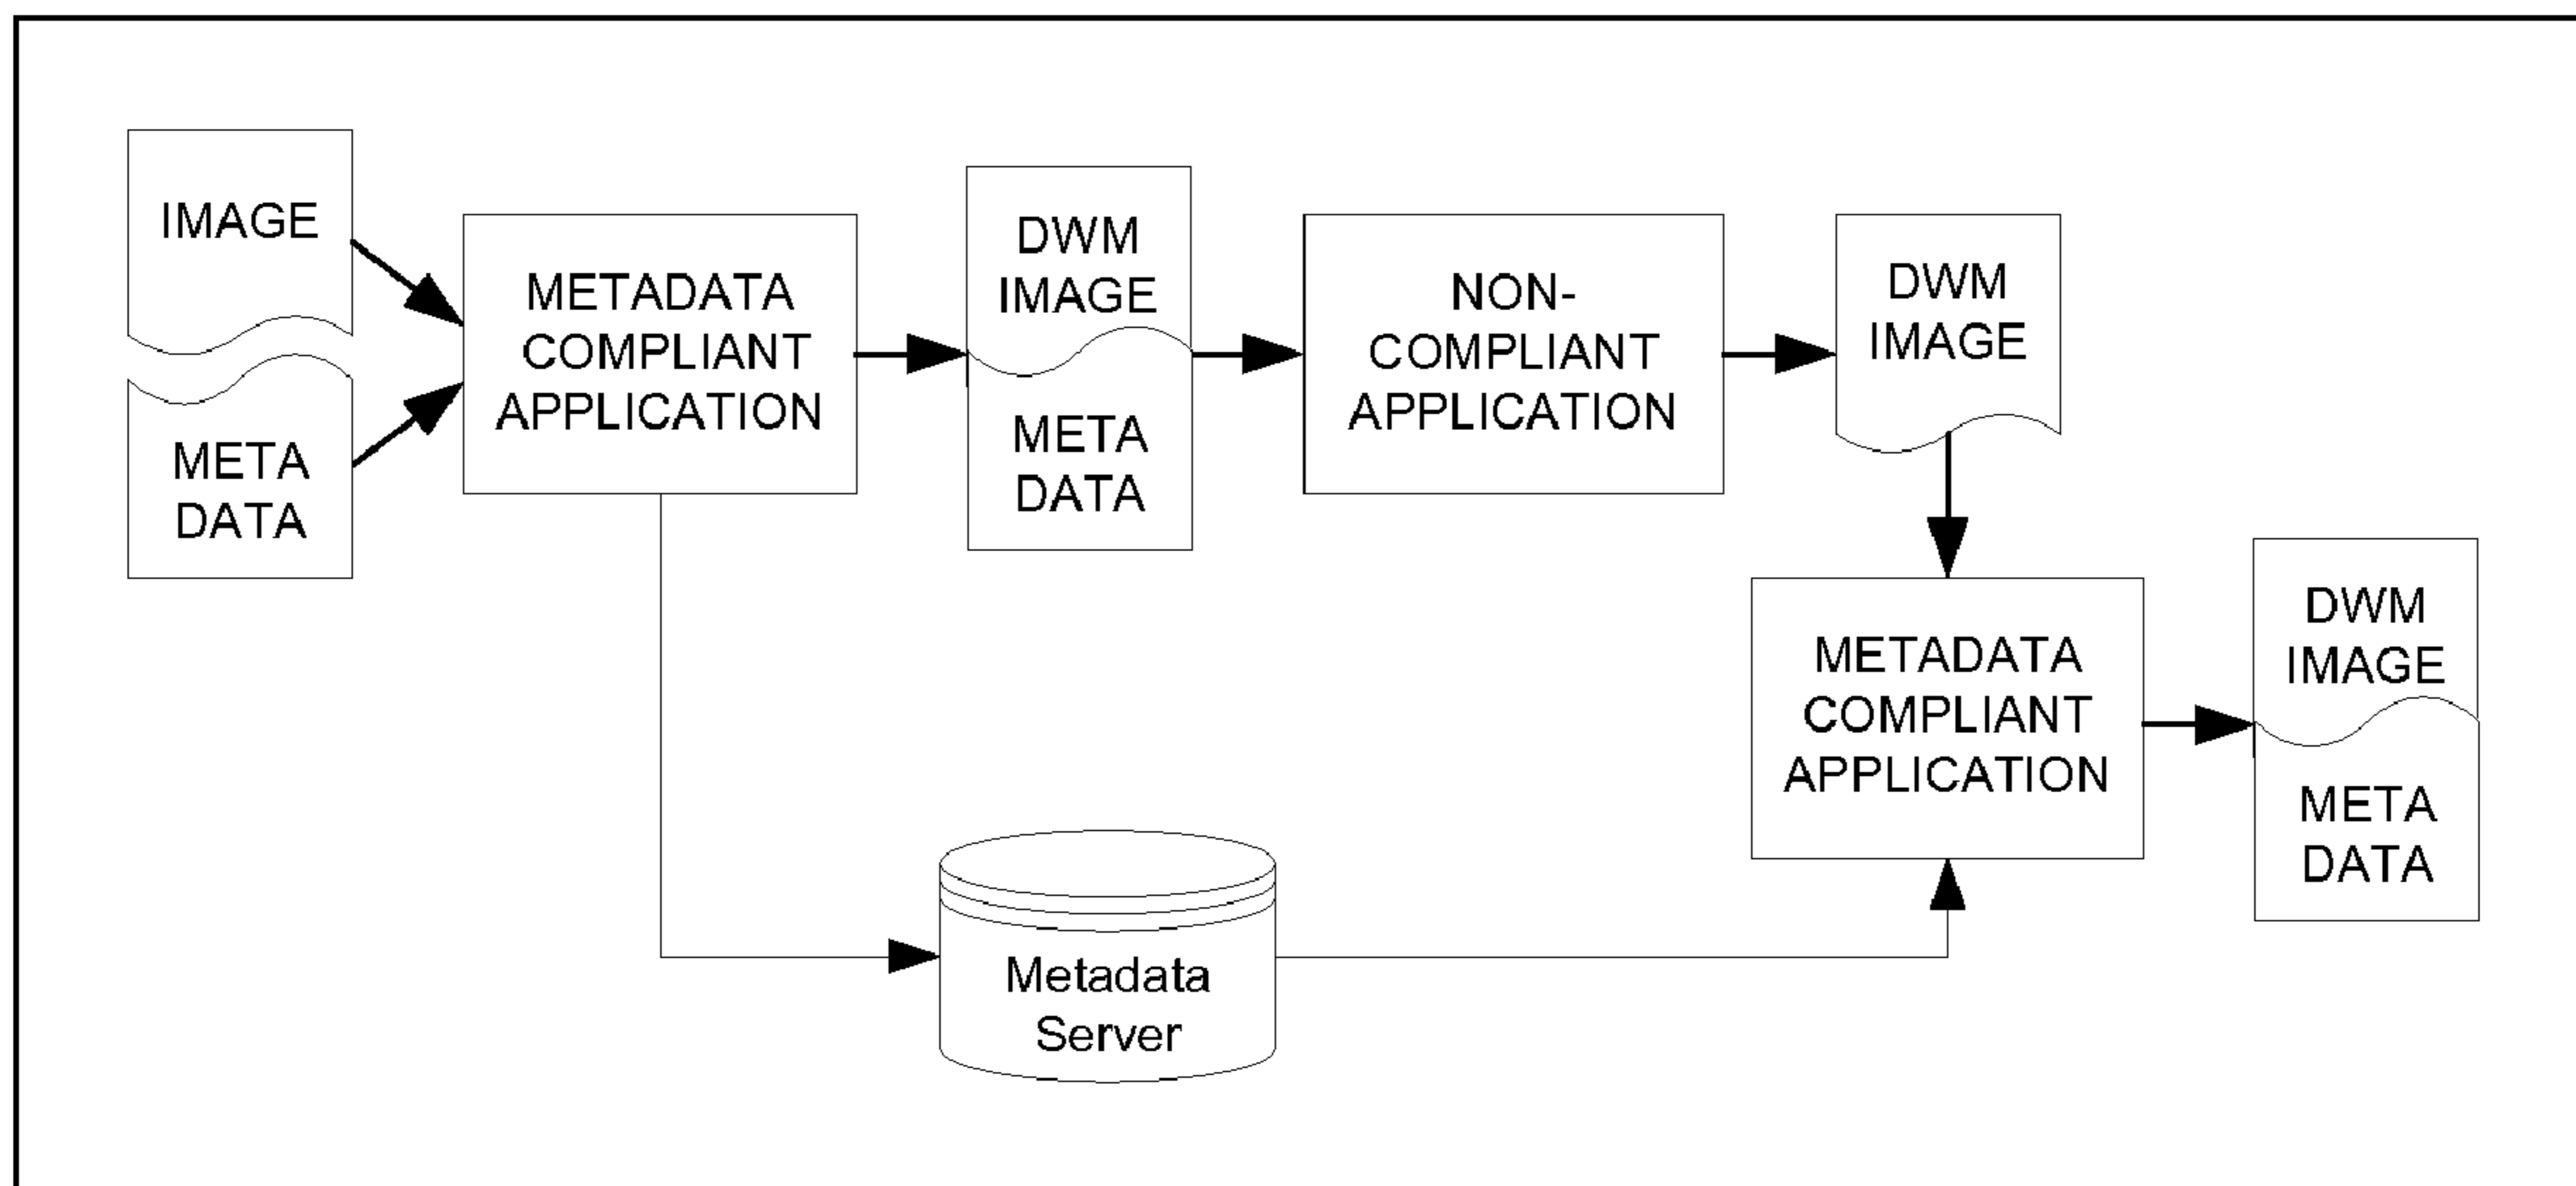 IMAGE
META
DATA
METADATA
COMPLIANT
APPLICATION
DWM
IMAGE
META
DATA
NON-
COMPLIANT
APPLICATION
DWM
IMAGE
METADATA
COMPLIANT
APPLICATION
DWM
IMAGE
META
DATA
Metadata
Server